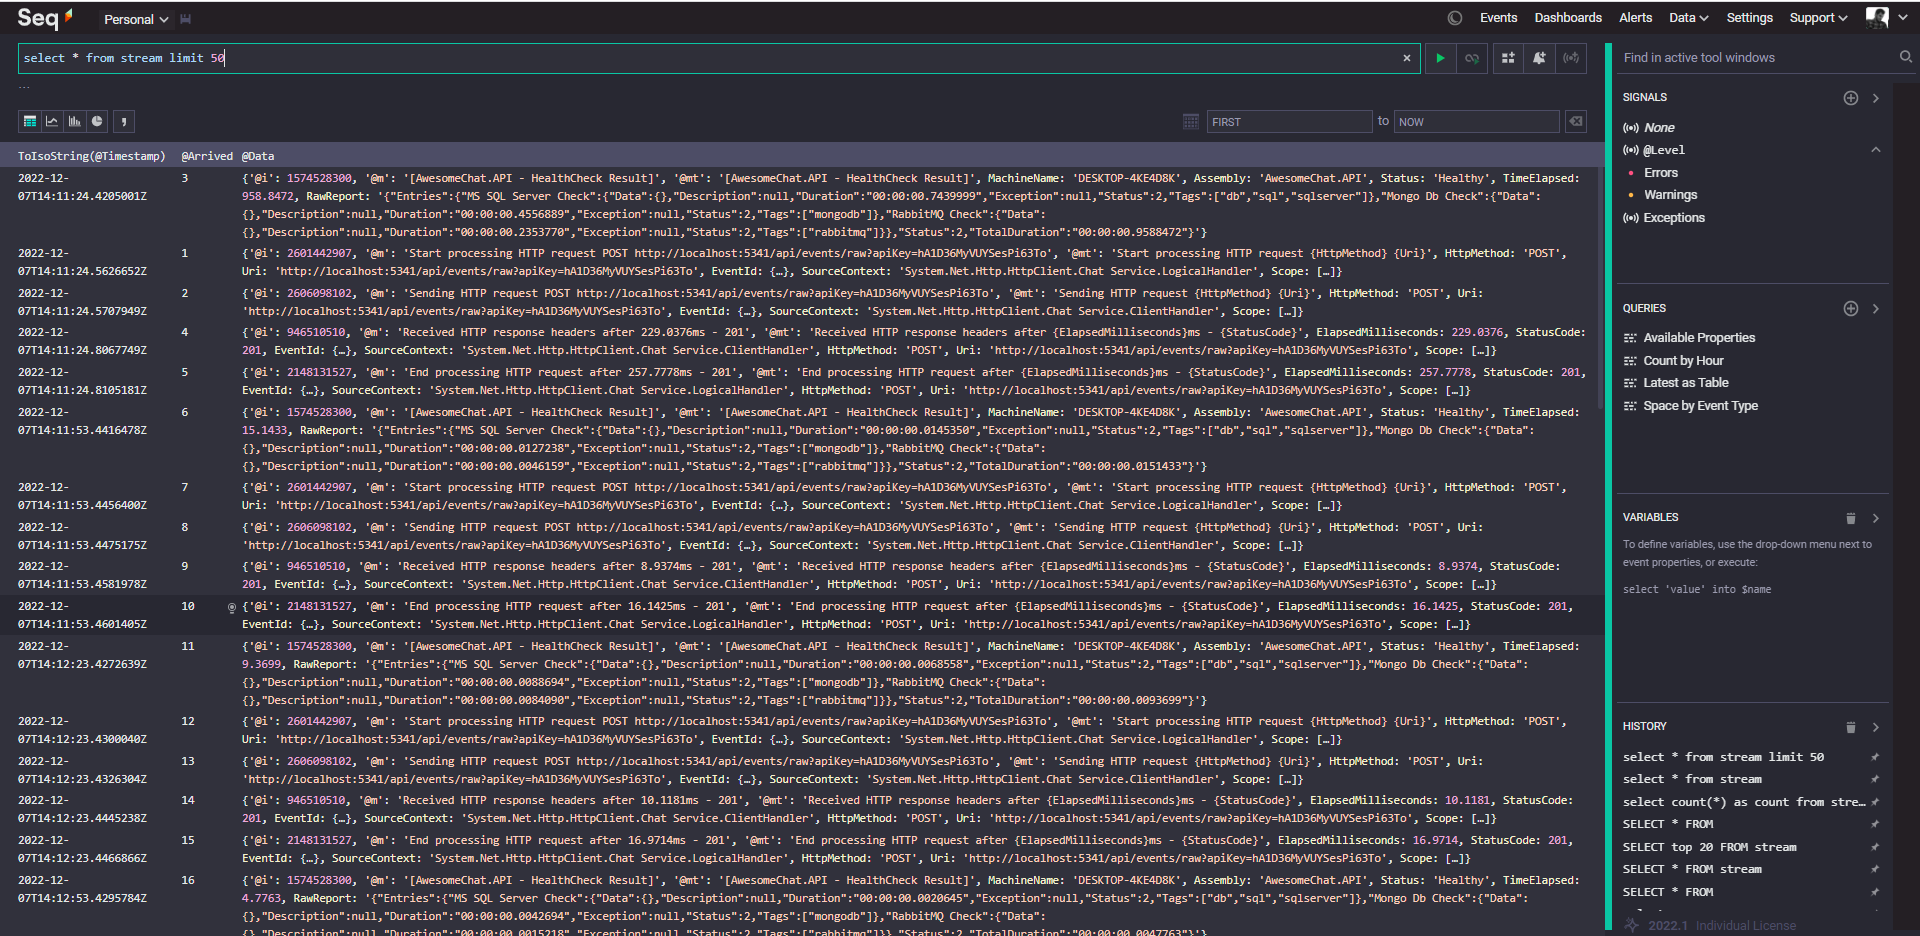 Seq
Personal
Events
Dashboards
Alerts
Data
Settings
Support
select * from stream limit 50
Find in active tool windows
...
FIRST
to
NOW
ToIsoString(@Timestamp) @Arrived @Data
2022-12-07T14:11:24.4205001Z 3 {'@i': 1574528300, '@m': '[AwesomeChat.API - HealthCheck Result]', '@mt': '[AwesomeChat.API - HealthCheck Result]', MachineName: 'DESKTOP-4KE4D8K', Assembly: 'AwesomeChat.API', Status: 'Healthy', TimeElapsed:
958.8472, RawReport: '{"Entries":{"MS SQL Server Check":{"Data":{},"Description":null,"Duration":"00:00:00.7439999","Exception":null,"Status":2,"Tags":["db","sql","sqlserver"]},"Mongo Db Check":{"Data":
{},"Description":null,"Duration":"00:00:00.4556889","Exception":null,"Status":2,"Tags":["mongodb"]},"RabbitMQ Check":{"Data":
{},"Description":null,"Duration":"00:00:00.2353770","Exception":null,"Status":2,"Tags":["rabbitmq"]}},"Status":2,"TotalDuration":"00:00:00.9588472"}'}
2022-12-07T14:11:24.5626652Z 1 {'@i': 2601442907, '@m': 'Start processing HTTP request POST http://localhost:5341/api/events/raw?apiKey=hA1D36MyVUYSesPi63To', '@mt': 'Start processing HTTP request {HttpMethod} {Uri}', HttpMethod: 'POST',
Uri: 'http://localhost:5341/api/events/raw?apiKey=hA1D36MyVUYSesPi63To', EventId: {…}, SourceContext: 'System.Net.Http.HttpClient.Chat Service.LogicalHandler', Scope: […]}
2022-12-07T14:11:24.5707949Z 2 {'@i': 2606098102, '@m': 'Sending HTTP request POST http://localhost:5341/api/events/raw?apiKey=hA1D36MyVUYSesPi63To', '@mt': 'Sending HTTP request {HttpMethod} {Uri}', HttpMethod: 'POST', Uri:
'http://localhost:5341/api/events/raw?apiKey=hA1D36MyVUYSesPi63To', EventId: {…}, SourceContext: 'System.Net.Http.HttpClient.Chat Service.ClientHandler', Scope: […]}
2022-12-07T14:11:24.8067749Z 4 {'@i': 946510510, '@m': 'Received HTTP response headers after 229.0376ms - 201', '@mt': 'Received HTTP response headers after {ElapsedMilliseconds}ms - {StatusCode}', ElapsedMilliseconds: 229.0376, StatusCode:
201, EventId: {…}, SourceContext: 'System.Net.Http.HttpClient.Chat Service.ClientHandler', HttpMethod: 'POST', Uri: 'http://localhost:5341/api/events/raw?apiKey=hA1D36MyVUYSesPi63To', Scope: […]}
2022-12-07T14:11:24.8105181Z 5 {'@i': 2148131527, '@m': 'End processing HTTP request after 257.7778ms - 201', '@mt': 'End processing HTTP request after {ElapsedMilliseconds}ms - {StatusCode}', ElapsedMilliseconds: 257.7778, StatusCode: 201,
EventId: {…}, SourceContext: 'System.Net.Http.HttpClient.Chat Service.LogicalHandler', HttpMethod: 'POST', Uri: 'http://localhost:5341/api/events/raw?apiKey=hA1D36MyVUYSesPi63To', Scope: […]}
2022-12-07T14:11:53.4416478Z 6 {'@i': 1574528300, '@m': '[AwesomeChat.API - HealthCheck Result]', '@mt': '[AwesomeChat.API - HealthCheck Result]', MachineName: 'DESKTOP-4KE4D8K', Assembly: 'AwesomeChat.API', Status: 'Healthy', TimeElapsed:
15.1433, RawReport: '{"Entries":{"MS SQL Server Check":{"Data":{},"Description":null,"Duration":"00:00:00.0145350","Exception":null,"Status":2,"Tags":["db","sql","sqlserver"]},"Mongo Db Check":{"Data":
{},"Description":null,"Duration":"00:00:00.0127238","Exception":null,"Status":2,"Tags":["mongodb"]},"RabbitMQ Check":{"Data":
{},"Description":null,"Duration":"00:00:00.0046159","Exception":null,"Status":2,"Tags":["rabbitmq"]}},"Status":2,"TotalDuration":"00:00:00.0151433"}'}
2022-12-07T14:11:53.4456400Z 7 {'@i': 2601442907, '@m': 'Start processing HTTP request POST http://localhost:5341/api/events/raw?apiKey=hA1D36MyVUYSesPi63To', '@mt': 'Start processing HTTP request {HttpMethod} {Uri}', HttpMethod: 'POST',
Uri: 'http://localhost:5341/api/events/raw?apiKey=hA1D36MyVUYSesPi63To', EventId: {…}, SourceContext: 'System.Net.Http.HttpClient.Chat Service.LogicalHandler', Scope: […]}
2022-12-07T14:11:53.4475175Z 8 {'@i': 2606098102, '@m': 'Sending HTTP request POST http://localhost:5341/api/events/raw?apiKey=hA1D36MyVUYSesPi63To', '@mt': 'Sending HTTP request {HttpMethod} {Uri}', HttpMethod: 'POST', Uri:
'http://localhost:5341/api/events/raw?apiKey=hA1D36MyVUYSesPi63To', EventId: {…}, SourceContext: 'System.Net.Http.HttpClient.Chat Service.ClientHandler', Scope: […]}
2022-12-07T14:11:53.4581978Z 9 {'@i': 946510510, '@m': 'Received HTTP response headers after 8.9374ms - 201', '@mt': 'Received HTTP response headers after {ElapsedMilliseconds}ms - {StatusCode}', ElapsedMilliseconds: 8.9374, StatusCode:
201, EventId: {…}, SourceContext: 'System.Net.Http.HttpClient.Chat Service.ClientHandler', HttpMethod: 'POST', Uri: 'http://localhost:5341/api/events/raw?apiKey=hA1D36MyVUYSesPi63To', Scope: […]}
2022-12-07T14:11:53.4601405Z 10 {'@i': 2148131527, '@m': 'End processing HTTP request after 16.1425ms - 201', '@mt': 'End processing HTTP request after {ElapsedMilliseconds}ms - {StatusCode}', ElapsedMilliseconds: 16.1425, StatusCode: 201,
EventId: {…}, SourceContext: 'System.Net.Http.HttpClient.Chat Service.LogicalHandler', HttpMethod: 'POST', Uri: 'http://localhost:5341/api/events/raw?apiKey=hA1D36MyVUYSesPi63To', Scope: […]}
2022-12-07T14:12:23.4272639Z 11 {'@i': 1574528300, '@m': '[AwesomeChat.API - HealthCheck Result]', '@mt': '[AwesomeChat.API - HealthCheck Result]', MachineName: 'DESKTOP-4KE4D8K', Assembly: 'AwesomeChat.API', Status: 'Healthy', TimeElapsed:
9.3699, RawReport: '{"Entries":{"MS SQL Server Check":{"Data":{},"Description":null,"Duration":"00:00:00.0068558","Exception":null,"Status":2,"Tags":["db","sql","sqlserver"]},"Mongo Db Check":{"Data":
{},"Description":null,"Duration":"00:00:00.0088694","Exception":null,"Status":2,"Tags":["mongodb"]},"RabbitMQ Check":{"Data":
{},"Description":null,"Duration":"00:00:00.0084090","Exception":null,"Status":2,"Tags":["rabbitmq"]}},"Status":2,"TotalDuration":"00:00:00.0093699"}'}
2022-12-07T14:12:23.4300040Z 12 {'@i': 2601442907, '@m': 'Start processing HTTP request POST http://localhost:5341/api/events/raw?apiKey=hA1D36MyVUYSesPi63To', '@mt': 'Start processing HTTP request {HttpMethod} {Uri}', HttpMethod: 'POST',
Uri: 'http://localhost:5341/api/events/raw?apiKey=hA1D36MyVUYSesPi63To', EventId: {…}, SourceContext: 'System.Net.Http.HttpClient.Chat Service.LogicalHandler', Scope: […]}
2022-12-07T14:12:23.4326304Z 13 {'@i': 2606098102, '@m': 'Sending HTTP request POST http://localhost:5341/api/events/raw?apiKey=hA1D36MyVUYSesPi63To', '@mt': 'Sending HTTP request {HttpMethod} {Uri}', HttpMethod: 'POST', Uri:
'http://localhost:5341/api/events/raw?apiKey=hA1D36MyVUYSesPi63To', EventId: {…}, SourceContext: 'System.Net.Http.HttpClient.Chat Service.ClientHandler', Scope: […]}
2022-12-07T14:12:23.4445238Z 14 {'@i': 946510510, '@m': 'Received HTTP response headers after 10.1181ms - 201', '@mt': 'Received HTTP response headers after {ElapsedMilliseconds}ms - {StatusCode}', ElapsedMilliseconds: 10.1181, StatusCode:
201, EventId: {…}, SourceContext: 'System.Net.Http.HttpClient.Chat Service.ClientHandler', HttpMethod: 'POST', Uri: 'http://localhost:5341/api/events/raw?apiKey=hA1D36MyVUYSesPi63To', Scope: […]}
2022-12-07T14:12:23.4466866Z 15 {'@i': 2148131527, '@m': 'End processing HTTP request after 16.9714ms - 201', '@mt': 'End processing HTTP request after {ElapsedMilliseconds}ms - {StatusCode}', ElapsedMilliseconds: 16.9714, StatusCode: 201,
EventId: {…}, SourceContext: 'System.Net.Http.HttpClient.Chat Service.LogicalHandler', HttpMethod: 'POST', Uri: 'http://localhost:5341/api/events/raw?apiKey=hA1D36MyVUYSesPi63To', Scope: […]}
2022-12-07T14:12:53.4295784Z 16 {'@i': 1574528300, '@m': '[AwesomeChat.API - HealthCheck Result]', '@mt': '[AwesomeChat.API - HealthCheck Result]', MachineName: 'DESKTOP-4KE4D8K', Assembly: 'AwesomeChat.API', Status: 'Healthy', TimeElapsed:
4.7763, RawReport: '{"Entries":{"MS SQL Server Check":{"Data":{},"Description":null,"Duration":"00:00:00.0020645","Exception":null,"Status":2,"Tags":["db","sql","sqlserver"]},"Mongo Db Check":{"Data":
{},"Description":null,"Duration":"00:00:00.0042694","Exception":null,"Status":2,"Tags":["mongodb"]},"RabbitMQ Check":{"Data":
{},"Description":null,"Duration":"00:00:00.0015218","Exception":null,"Status":2,"Tags":["rabbitmq"]}},"Status":2,"TotalDuration":"00:00:00.0047763"}'}
SIGNALS
None
@Level
Errors
Warnings
Exceptions
QUERIES
Available Properties
Count by Hour
Latest as Table
Space by Event Type
VARIABLES
To define variables, use the drop-down menu next to
event properties, or execute:
select 'value' into $name
HISTORY
select * from stream limit 50
select * from stream
select count(*) as count from stre…
SELECT * FROM
SELECT top 20 FROM stream
SELECT * FROM stream
SELECT * FROM
2022.1 Individual License